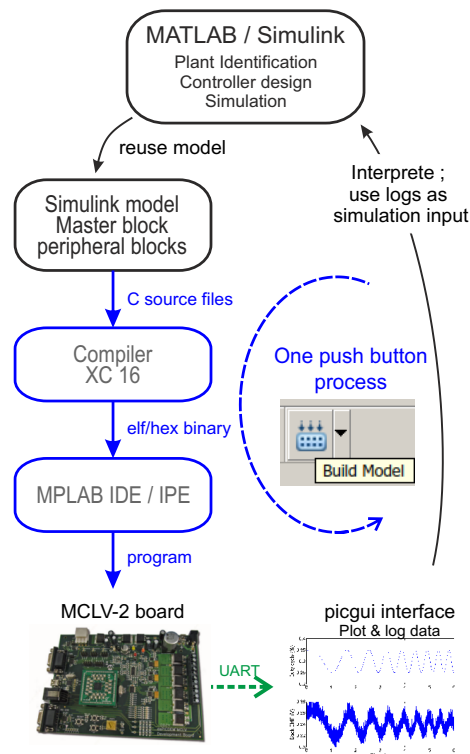 MATLAB / Simulink
Plant Identification
Controller design
Simulation
reuse model
Interprete ;
use logs as
simulation input
Simulink model
Master block
peripheral blocks
C source files
Compiler
XC 16
One push button
process
Build Model
elf/hex binary
MPLAB IDE / IPE
program
MCLV-2 board
picgui interface
Plot & log data
UART